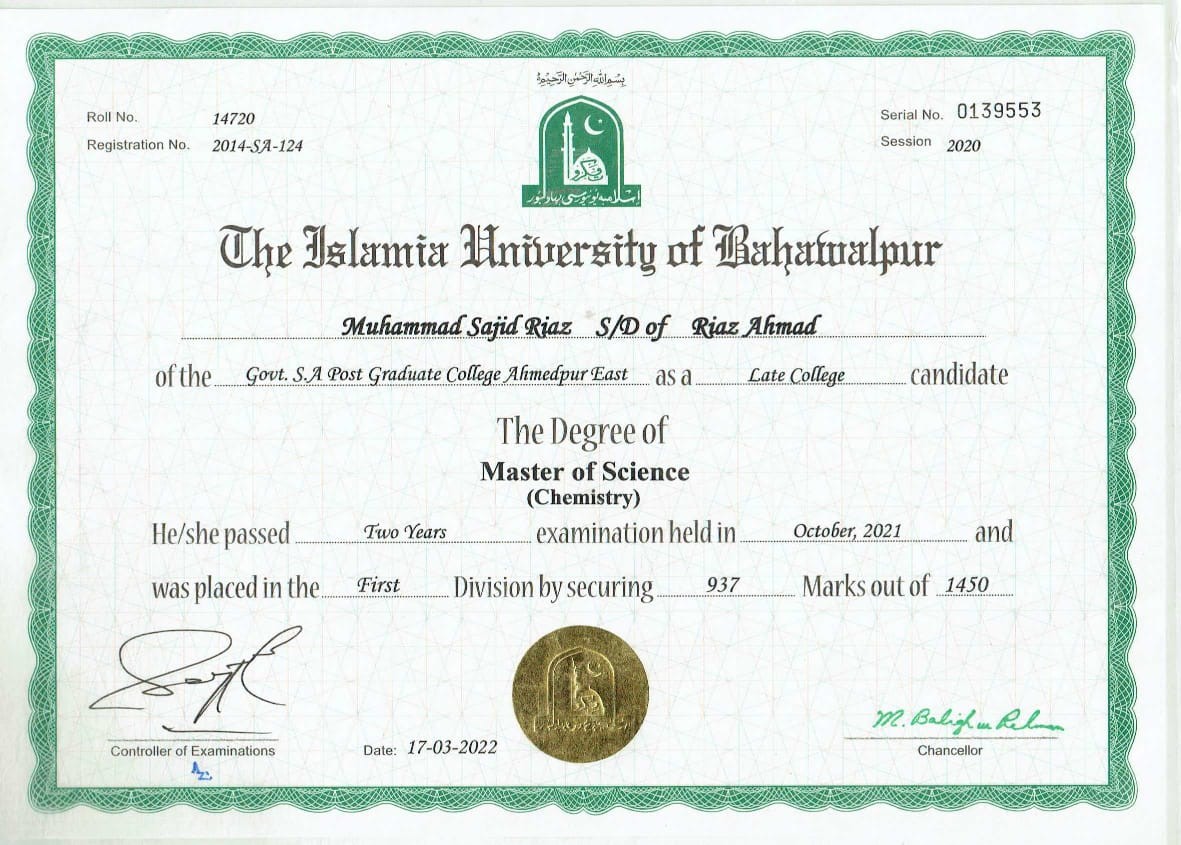 بِسْمِ اللهِ الرَّحْمٰنِ الرَّحِيْمِ
Roll No. 14720
Serial No. 0139553
Registration No. 2014-SA-124
Session 2020
اسلامیہ یونیورسٹی بہاولپور
The Islamia University of Bahawalpur
Muhammad Sajid Riaz S/D of Riaz Ahmad
of the Govt. S.A Post Graduate College Ahmedpur East as a Late College candidate
The Degree of
Master of Science
(Chemistry)
He/she passed Two Years examination held in October, 2021 and
was placed in the First Division by securing 937 Marks out of 1450
M. Baligh ur Rehman
Controller of Examinations
Date: 17-03-2022
Chancellor